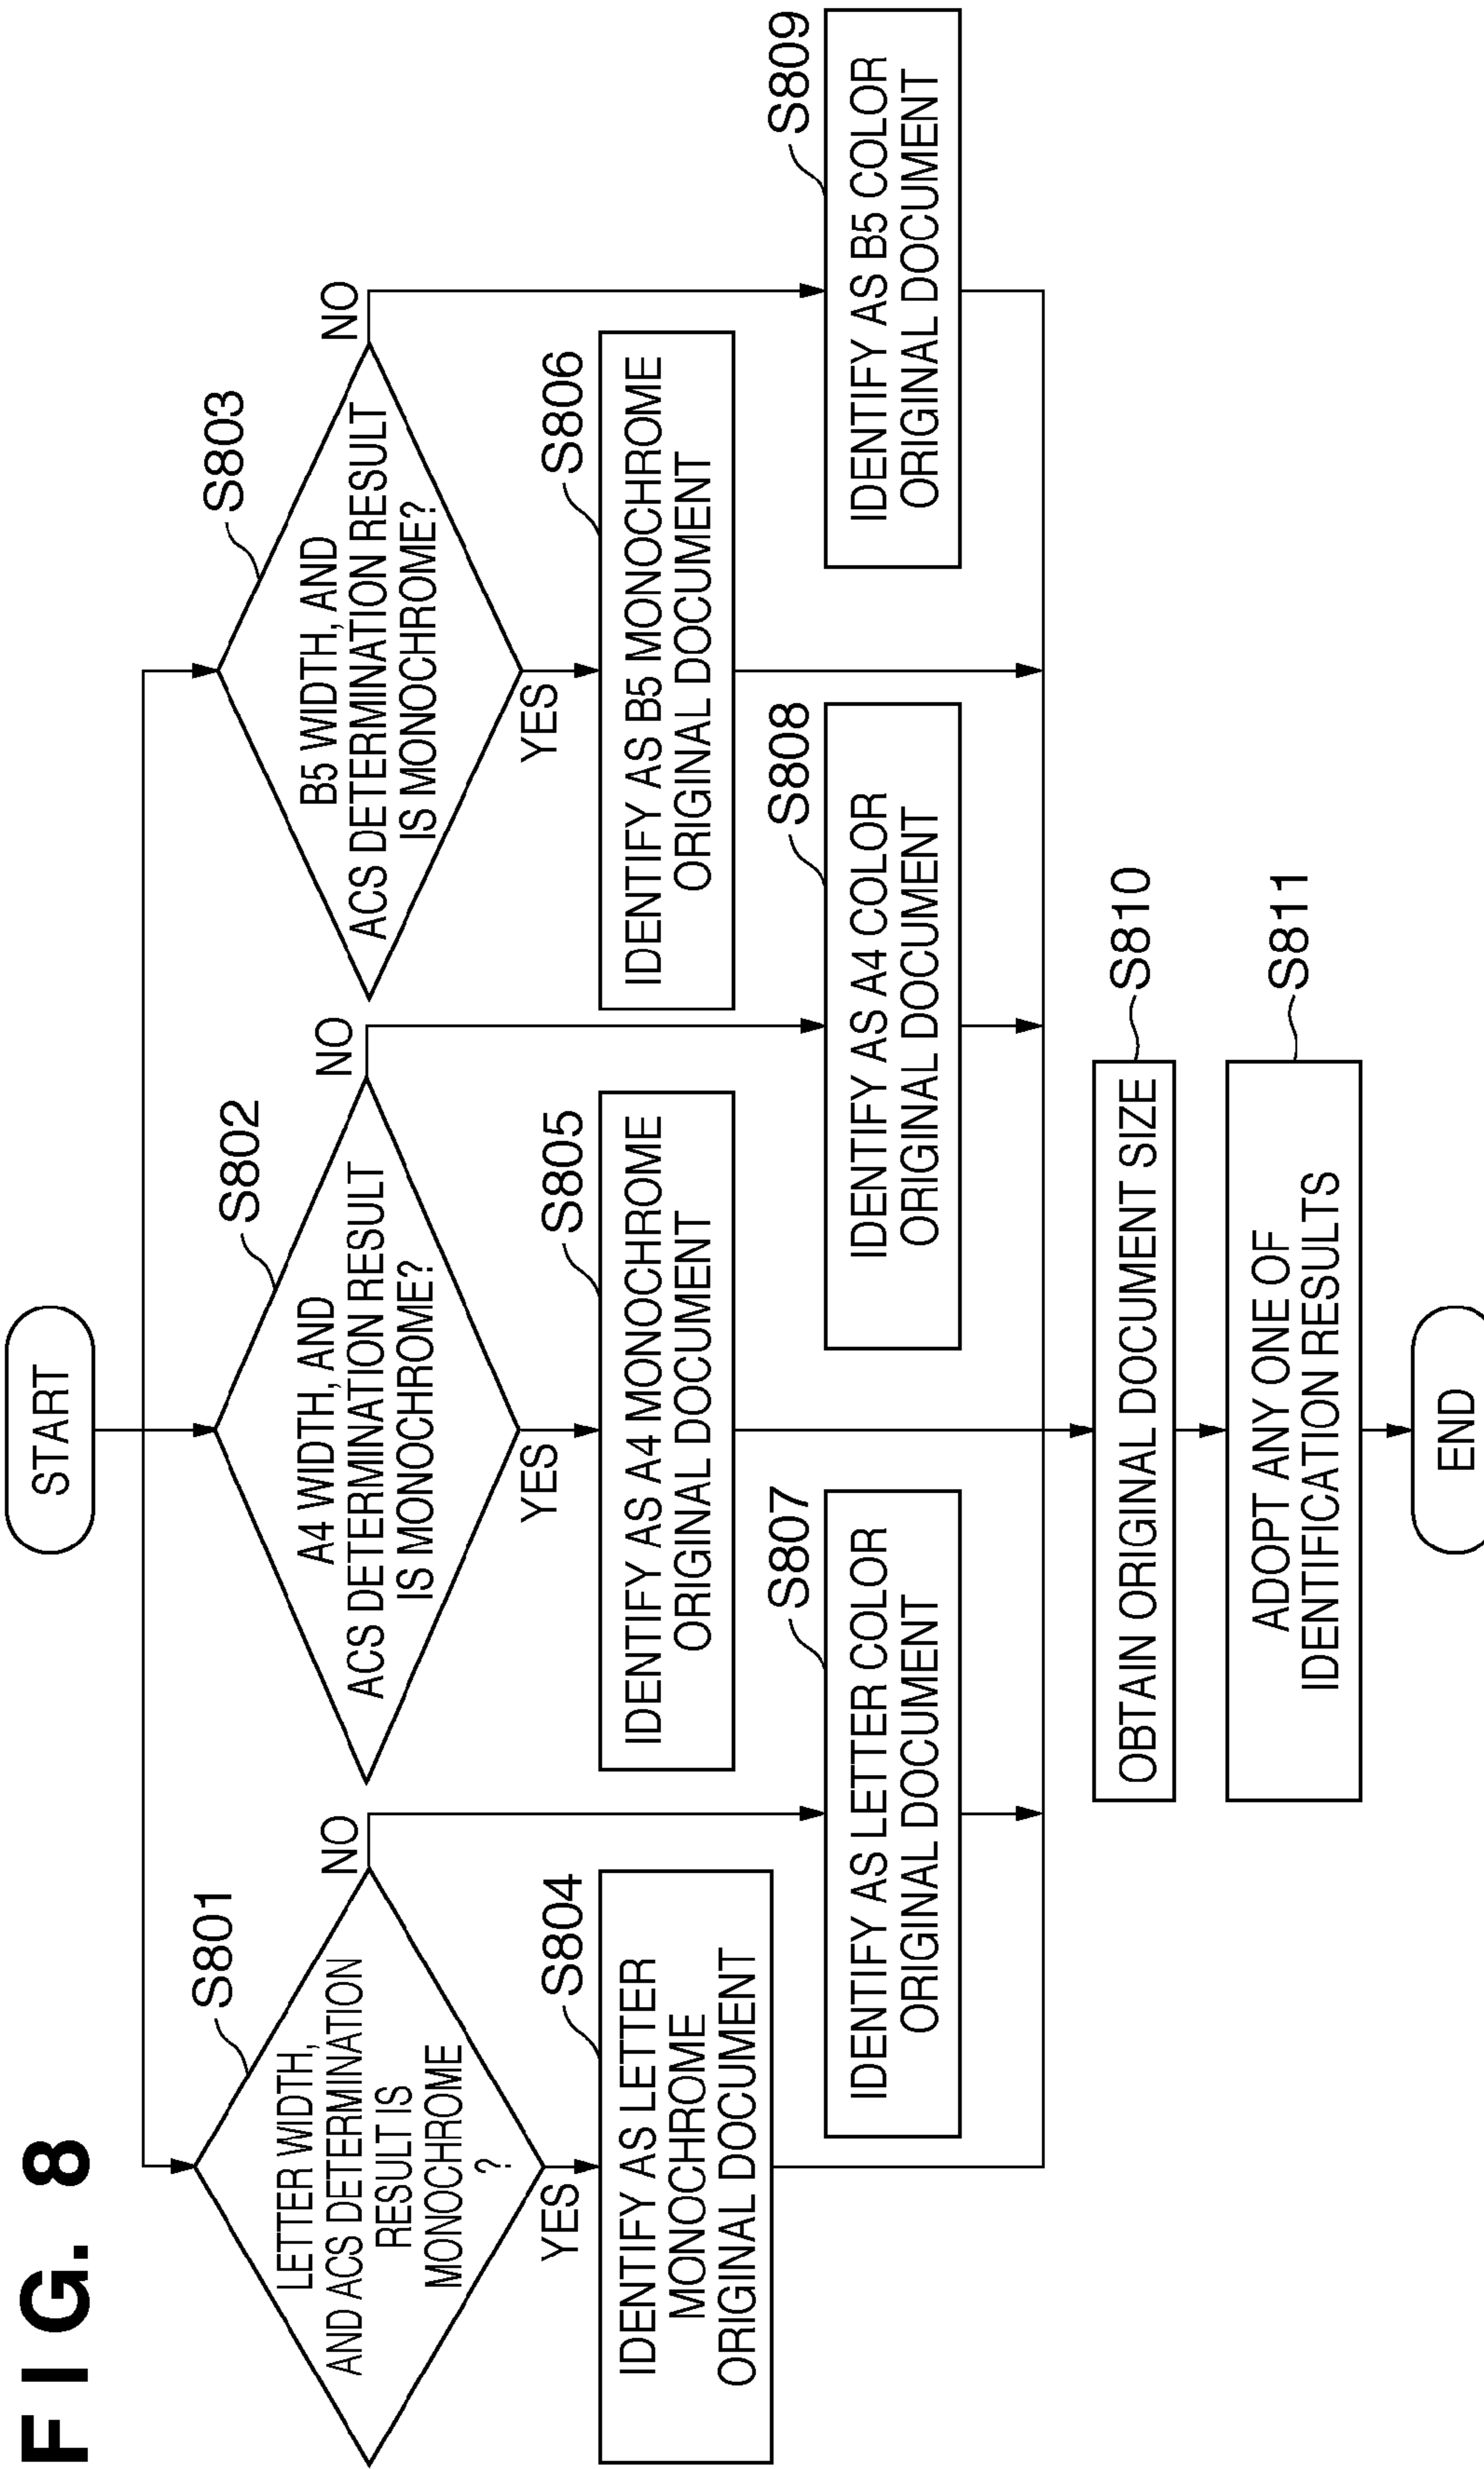 FIG. 8
START
S801
LETTER WIDTH,
AND ACS DETERMINATION
RESULT IS
MONOCHROME
?
NO
YES
S802
A4 WIDTH, AND
ACS DETERMINATION RESULT
IS MONOCHROME?
NO
YES
S803
B5 WIDTH, AND
ACS DETERMINATION RESULT
IS MONOCHROME?
NO
YES
S804
IDENTIFY AS LETTER
MONOCHROME
ORIGINAL DOCUMENT
S805
IDENTIFY AS A4 MONOCHROME
ORIGINAL DOCUMENT
S806
IDENTIFY AS B5 MONOCHROME
ORIGINAL DOCUMENT
S807
IDENTIFY AS LETTER COLOR
ORIGINAL DOCUMENT
S808
IDENTIFY AS A4 COLOR
ORIGINAL DOCUMENT
S809
IDENTIFY AS B5 COLOR
ORIGINAL DOCUMENT
S810
OBTAIN ORIGINAL DOCUMENT SIZE
S811
ADOPT ANY ONE OF
IDENTIFICATION RESULTS
END